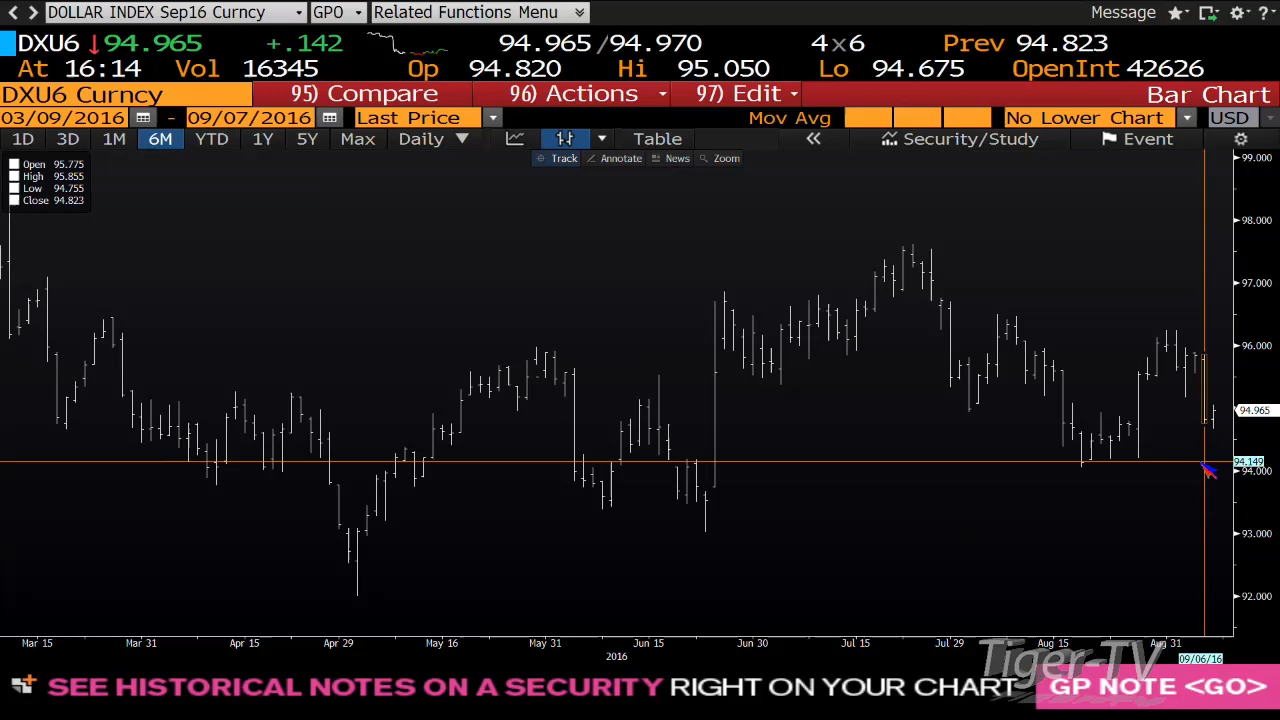 DOLLAR INDEX Sep16 Curncy GPO Related Functions Menu Message
DXU6 94.965 +.142 94.965/94.970 4x6 Prev 94.823
At 16:14 Vol 16345 Op 94.820 Hi 95.050 Lo 94.675 OpenInt 42626
DXU6 Curncy 95) Compare 96) Actions 97) Edit Bar Chart
03/09/2016 - 09/07/2016 Last Price Mov Avg No Lower Chart USD
1D 3D 1M 6M YTD 1Y 5Y Max Daily Table Security/Study Event
Track Annotate News Zoom
Open 95.775
High 95.855
Low 94.755
Close 94.823
99.000
98.000
97.000
96.000
94.965
94.149
94.000
93.000
92.000
Mar 15 Mar 31 Apr 15 Apr 29 May 16 May 31 Jun 15 Jun 30 Jul 15 Jul 29 Aug 15 Aug 31
2016
09/06/16
Tiger-TV
SEE HISTORICAL NOTES ON A SECURITY RIGHT ON YOUR CHART GP NOTE <GO>